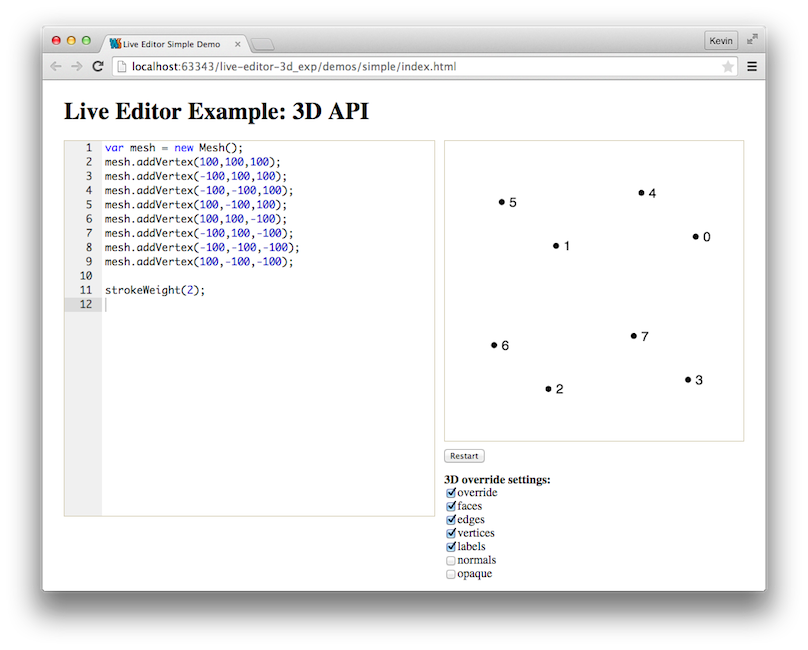 Live Editor Simple Demo
Kevin
localhost:63343/live-editor-3d_exp/demos/simple/index.html
Live Editor Example: 3D API
1 var mesh = new Mesh();
2 mesh.addVertex(100,100,100);
3 mesh.addVertex(-100,100,100);
4 mesh.addVertex(-100,-100,100);
5 mesh.addVertex(100,-100,100);
6 mesh.addVertex(100,100,-100);
7 mesh.addVertex(-100,100,-100);
8 mesh.addVertex(-100,-100,-100);
9 mesh.addVertex(100,-100,-100);
10
11 strokeWeight(2);
12
4
5
0
1
7
6
3
2
Restart
3D override settings:
override
faces
edges
vertices
labels
normals
opaque